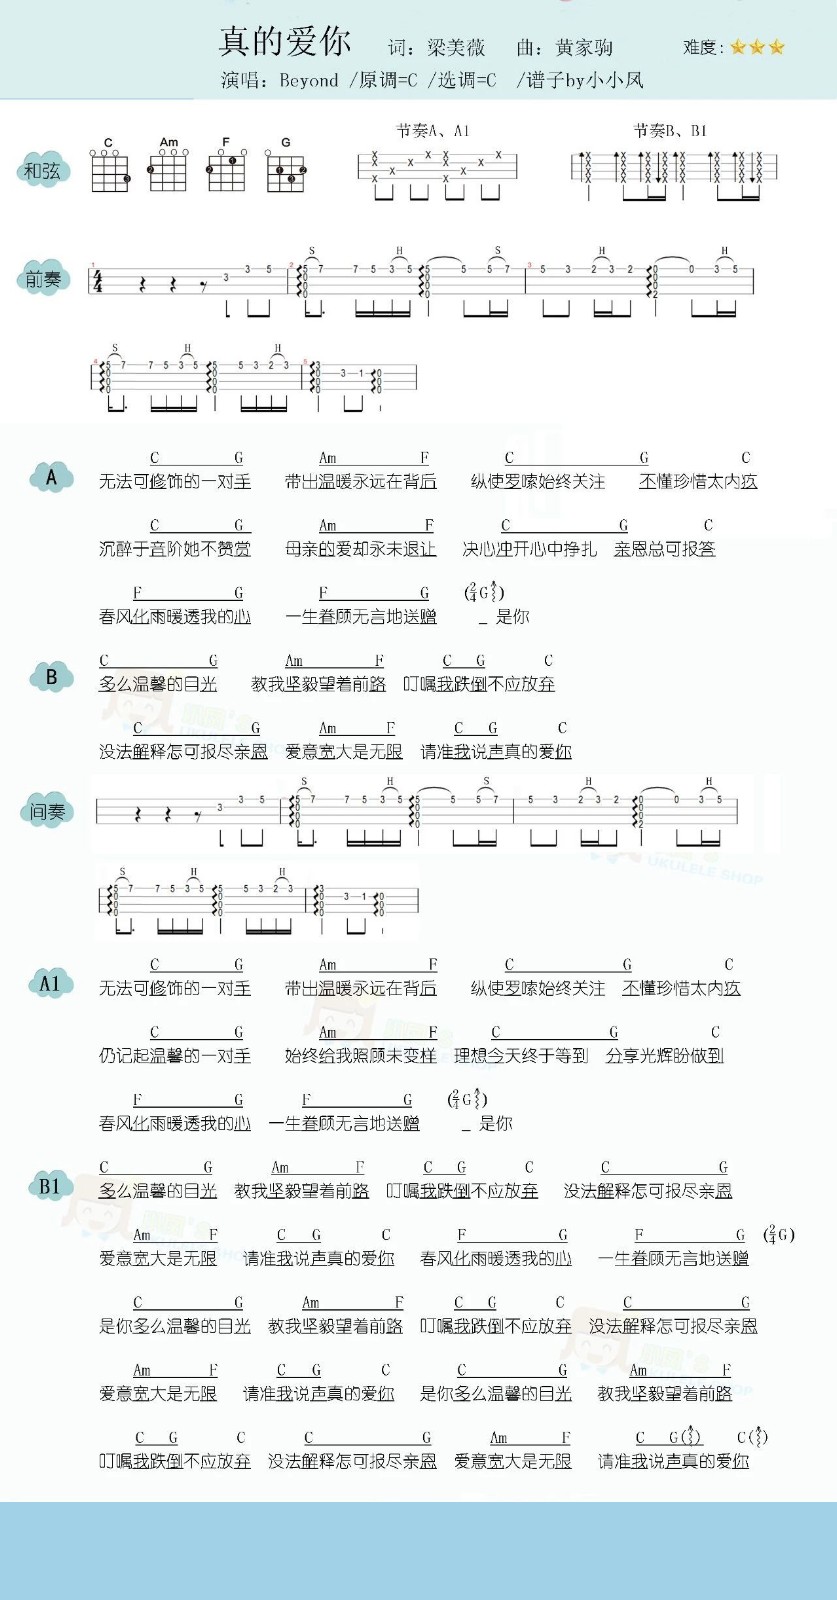 真的爱你 词：梁美薇 曲：黄家驹 难度：
演唱：Beyond /原调=C /选调=C /谱子by小小凤
和弦 C Am F G 节奏A、A1 节奏B、B1
前奏
A
C G Am F C G C
无法可修饰的一对手 带出温暖永远在背后 纵使罗嗦始终关注 不懂珍惜太内疚
C G Am F C G C
沉醉于音阶她不赞赏 母亲的爱却永未退让 决心冲开心中挣扎 亲恩总可报答
F G F G (2/4G)
春风化雨暖透我的心 一生眷顾无言地送赠 _ 是你
B
C G Am F C G C
多么温馨的目光 教我坚毅望着前路 叮嘱我跌倒不应放弃
C G Am F C G C
没法解释怎可报尽亲恩 爱意宽大是无限 请准我说声真的爱你
间奏
UKULELE SHOP
A1
C G Am F C G C
无法可修饰的一对手 带出温暖永远在背后 纵使罗嗦始终关注 不懂珍惜太内疚
C G Am F C G C
仍记起温馨的一对手 始终给我照顾未变样 理想今天终于等到 分享光辉盼做到
F G F G (2/4G)
春风化雨暖透我的心 一生眷顾无言地送赠 _ 是你
B1
C G Am F C G C C G
多么温馨的目光 教我坚毅望着前路 叮嘱我跌倒不应放弃 没法解释怎可报尽亲恩
Am F C G C F G F G (2/4G)
爱意宽大是无限 请准我说声真的爱你 春风化雨暖透我的心 一生眷顾无言地送赠
C G Am F C G C C G
是你多么温馨的目光 教我坚毅望着前路 叮嘱我跌倒不应放弃 没法解释怎可报尽亲恩
Am F C G C C G Am F
爱意宽大是无限 请准我说声真的爱你 是你多么温馨的目光 教我坚毅望着前路
C G C C G Am F C G( ) C( )
叮嘱我跌倒不应放弃 没法解释怎可报尽亲恩 爱意宽大是无限 请准我说声真的爱你